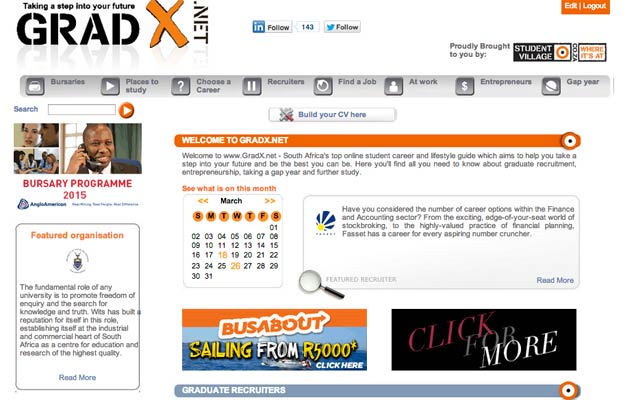 Taking a step into your future
Edit | Logout
GRAD X .NET
in Follow 143 Follow
Proudly Brought
to you by:
STUDENT
VILLAGE
WHERE
IT'S AT
Bursaries
Places to
study
?
Choose a
Career
Recruiters
Find a Job
At work
$
Entrepreneurs
Gap year
Search
Build your CV here
BURSARY PROGRAMME
2015
AngloAmerican
Real Mining. Real People. Real Difference.
WELCOME TO GRADX.NET
Welcome to www.GradX.net - South Africa's top online student career and lifestyle guide which aims to help you take a
step into your future and be the best you can be. Here you'll find all you need to know about graduate recruitment,
entrepreneurship, taking a gap year and further study.
See what is on this month
<< March >>
S M T W T F S
01
02 03 04 05 06 07 08
09 10 11 12 13 14 15
16 17 18 19 20 21 22
23 24 25 26 27 28 29
30 31
FASSET
Have you considered the number of career options within the Finance
and Accounting sector? From the exciting, edge-of-your-seat world of
stockbroking, to the highly-valued practice of financial planning,
Fasset has a career for every aspiring number cruncher.
FEATURED RECRUITER
Read More
Featured organisation
The fundamental role of any
university is to promote freedom of
enquiry and the search for
knowledge and truth. Wits has built a
reputation for itself in this role,
establishing itself at the industrial
and commercial heart of South
Africa as a centre for education and
research of the highest quality.
Read More
BUSABOUT
SAILING FROM R5000*
CLICK HERE
CLICK
FOR
MORE
GRADUATE RECRUITERS